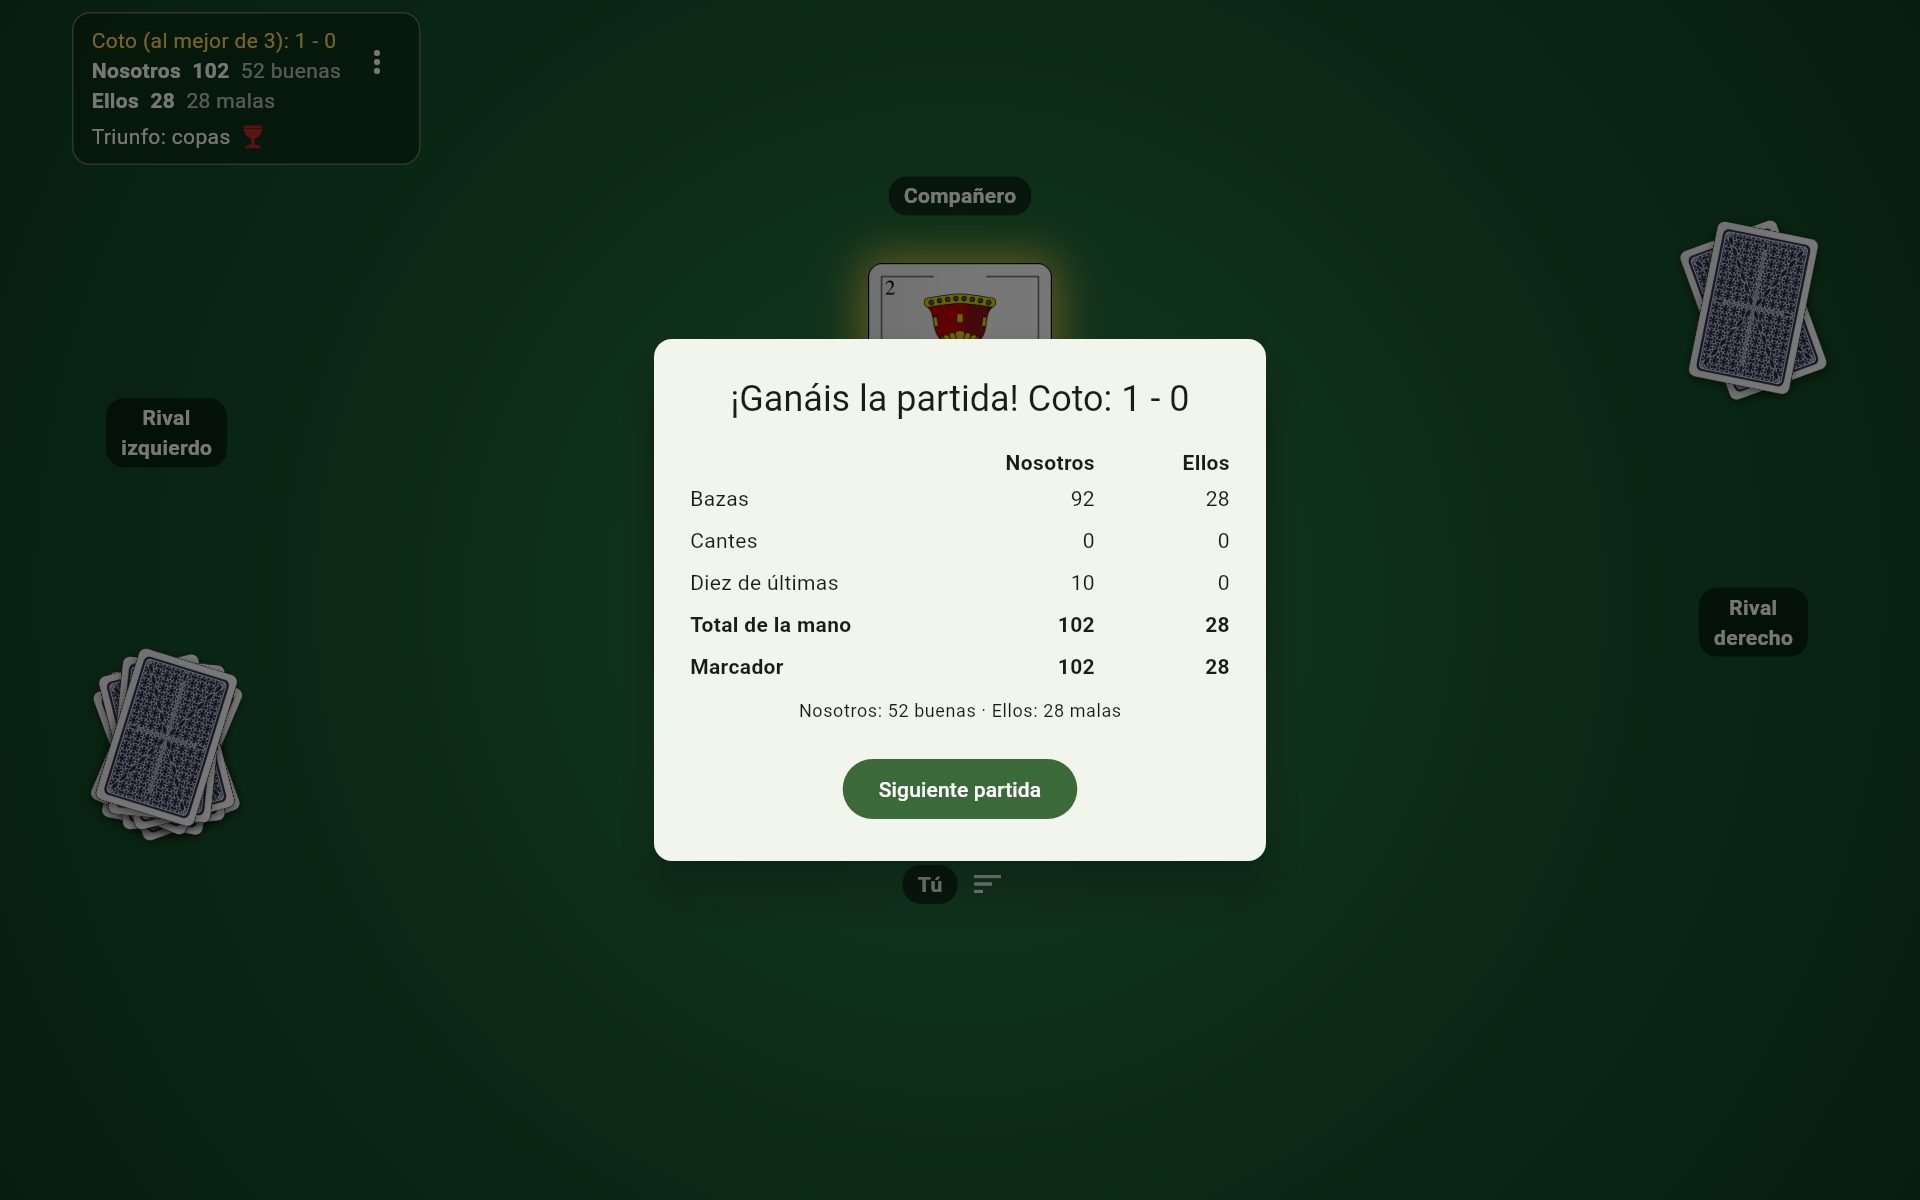 Coto (al mejor de 3): 1 - 0
Nosotros 102 52 buenas
Ellos 28 28 malas
Triunfo: copas
Compañero
2
Rival
izquierdo
¡Ganáis la partida! Coto: 1 - 0
Nosotros Ellos
Bazas 92 28
Cantes 0 0
Diez de últimas 10 0
Total de la mano 102 28
Marcador 102 28
Nosotros: 52 buenas · Ellos: 28 malas
Siguiente partida
Rival
derecho
Tú